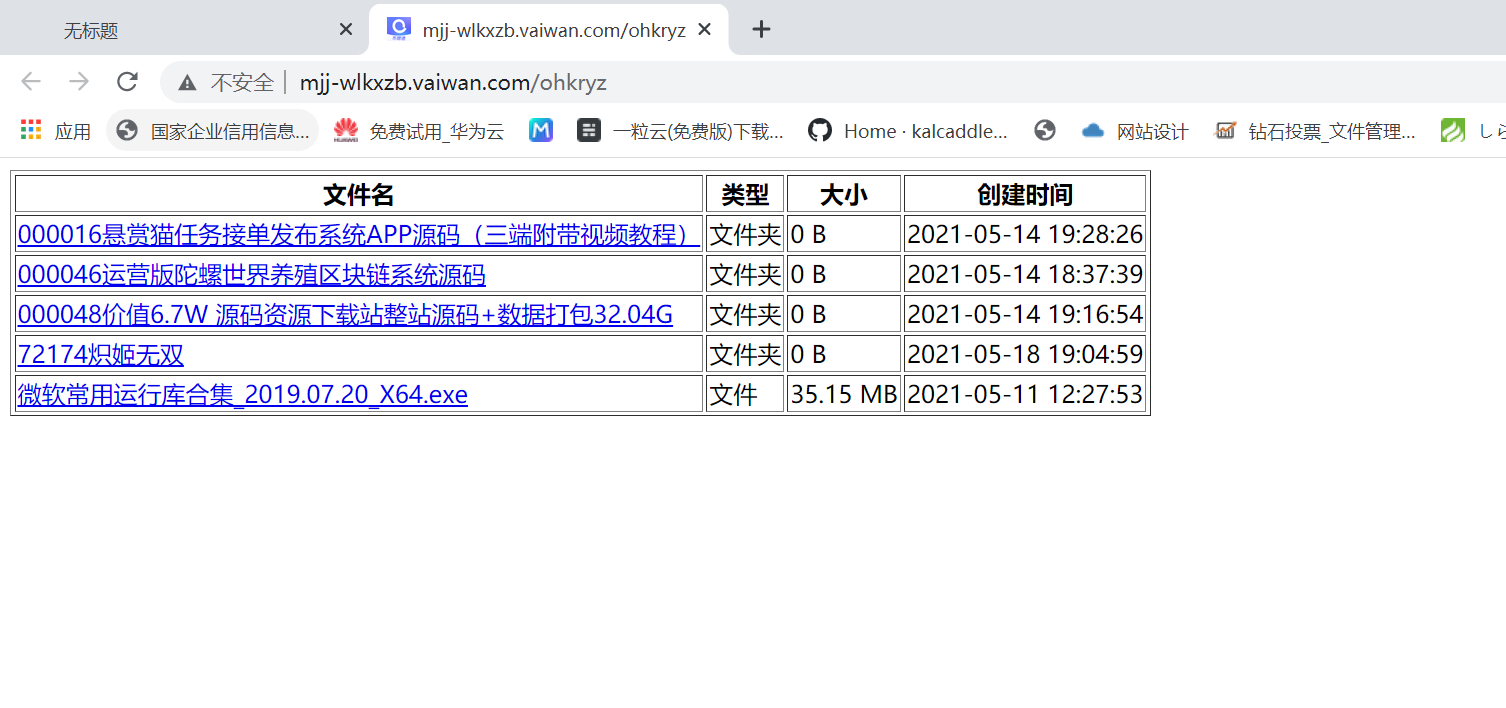 无标题
mjj-wlkxzb.vaiwan.com/ohkryz
不安全 mjj-wlkxzb.vaiwan.com/ohkryz
应用 国家企业信用信息... 免费试用_华为云 一粒云(免费版)下载... Home · kalcaddle... 网站设计 钻石投票_文件管理... しら
文件名 类型 大小 创建时间
000016悬赏猫任务接单发布系统APP源码（三端附带视频教程） 文件夹 0 B 2021-05-14 19:28:26
000046运营版陀螺世界养殖区块链系统源码 文件夹 0 B 2021-05-14 18:37:39
000048价值6.7W 源码资源下载站整站源码+数据打包32.04G 文件夹 0 B 2021-05-14 19:16:54
72174炽姬无双 文件夹 0 B 2021-05-18 19:04:59
微软常用运行库合集_2019.07.20_X64.exe 文件 35.15 MB 2021-05-11 12:27:53